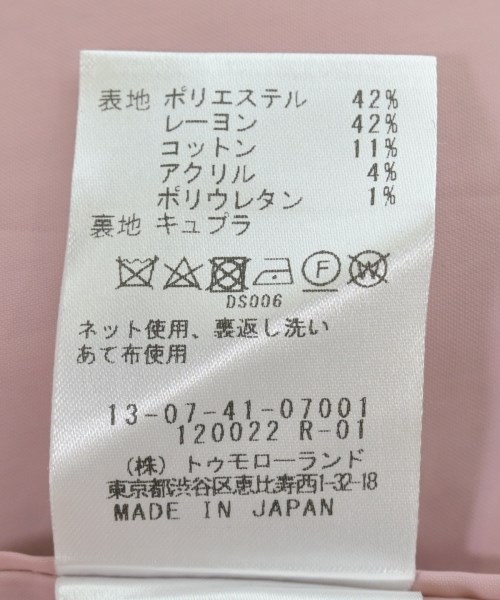 表地 ポリエステル 42%
レーヨン 42%
コットン 11%
アクリル 4%
ポリウレタン 1%
裏地 キュプラ
F W
DS006
ネット使用、裏返し洗い
あて布使用
13-07-41-07001
120022 R-01
(株) トゥモローランド
東京都渋谷区恵比寿西1-32-18
MADE IN JAPAN